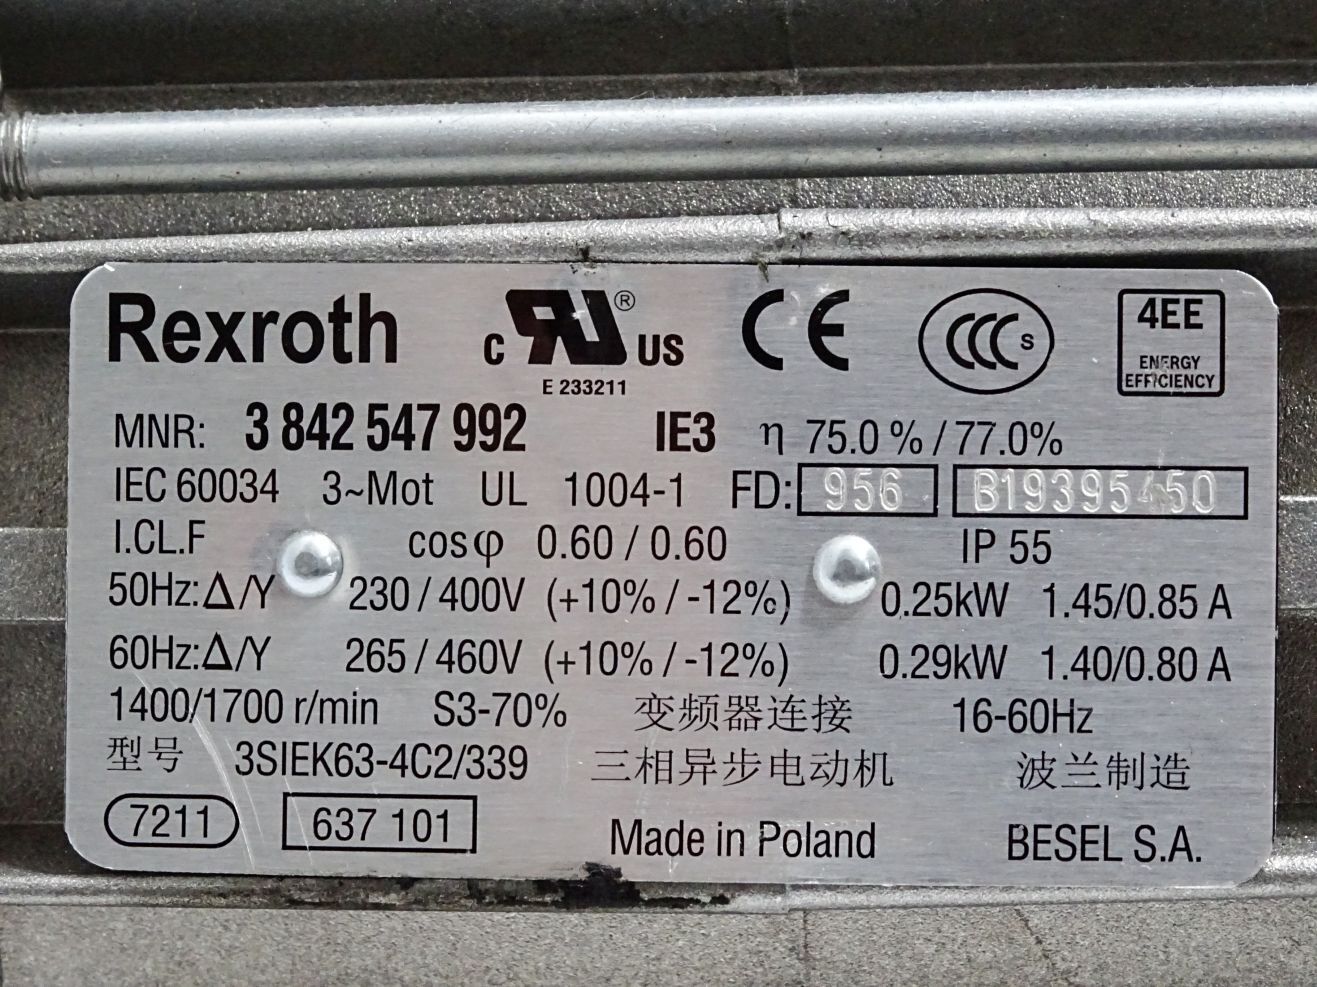 Rexroth c RU ® US CE CCC S 4EE
ENERGY
EFFICIENCY
E 233211
MNR: 3 842 547 992 IE3 η 75.0 % / 77.0%
IEC 60034 3~Mot UL 1004-1 FD: 956 B19395450
I.CL.F cosφ 0.60 / 0.60 IP 55
50Hz:Δ/Y 230 / 400V (+10% / -12%) 0.25kW 1.45/0.85 A
60Hz:Δ/Y 265 / 460V (+10% / -12%) 0.29kW 1.40/0.80 A
1400/1700 r/min S3-70% 变频器连接 16-60Hz
型号 3SIEK63-4C2/339 三相异步电动机 波兰制造
7211 637 101 Made in Poland BESEL S.A.